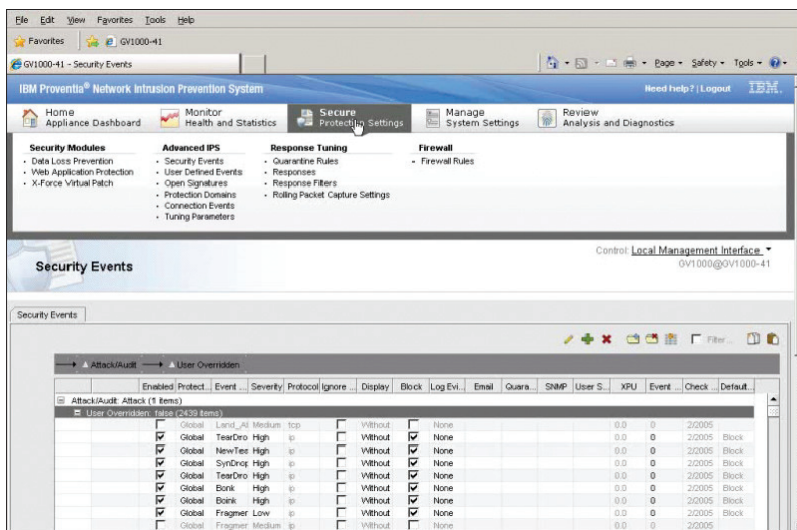 File Edit View Favorites Tools Help
Favorites GV1000-41
GV1000-41 - Security Events Page Safety Tools
IBM Proventia® Network Intrusion Prevention System Need help? | Logout IBM.
Home Monitor Secure Manage Review
Appliance Dashboard Health and Statistics Protection Settings System Settings Analysis and Diagnostics
Security Modules Advanced IPS Response Tuning Firewall
• Data Loss Prevention • Security Events • Quarantine Rules • Firewall Rules
• Web Application Protection • User Defined Events • Responses
• X-Force Virtual Patch • Open Signatures • Response Filters
• Protection Domains • Rolling Packet Capture Settings
• Connection Events
• Tuning Parameters
Control: Local Management Interface
Security Events GV1000@GV1000-41
Security Events
Filter...
Attack/Audit User Overridden
Enabled Protect... Event ... Severity Protocol Ignore ... Display Block Log Evi... Email Quara... SNMP User S... XPU Event ... Check ... Default...
Attack/Audit: Attack (1 items)
User Overridden: false (2439 items)
Global Land_At Medium tcp Without None 0.0 0 2/2005
Global TearDro High ip Without None 0.0 0 2/2005 Block
Global NewTea High ip Without None 0.0 0 2/2005 Block
Global SynDrop High ip Without None 0.0 0 2/2005 Block
Global TearDro High ip Without None 0.0 0 2/2005 Block
Global Bonk High ip Without None 0.0 0 2/2005 Block
Global Boink High ip Without None 0.0 0 2/2005 Block
Global Fragmer Low ip Without None 0.0 0 2/2005 Block
Global Fragmer Medium ip Without None 0.0 0 2/2005